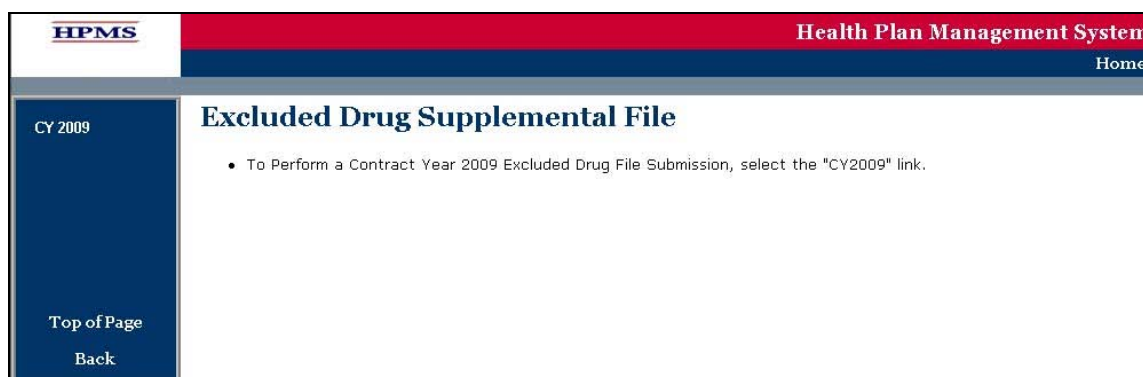 HPMS
Health Plan Management System
Home
CY 2009
Excluded Drug Supplemental File
• To Perform a Contract Year 2009 Excluded Drug File Submission, select the "CY2009" link.
Top of Page
Back